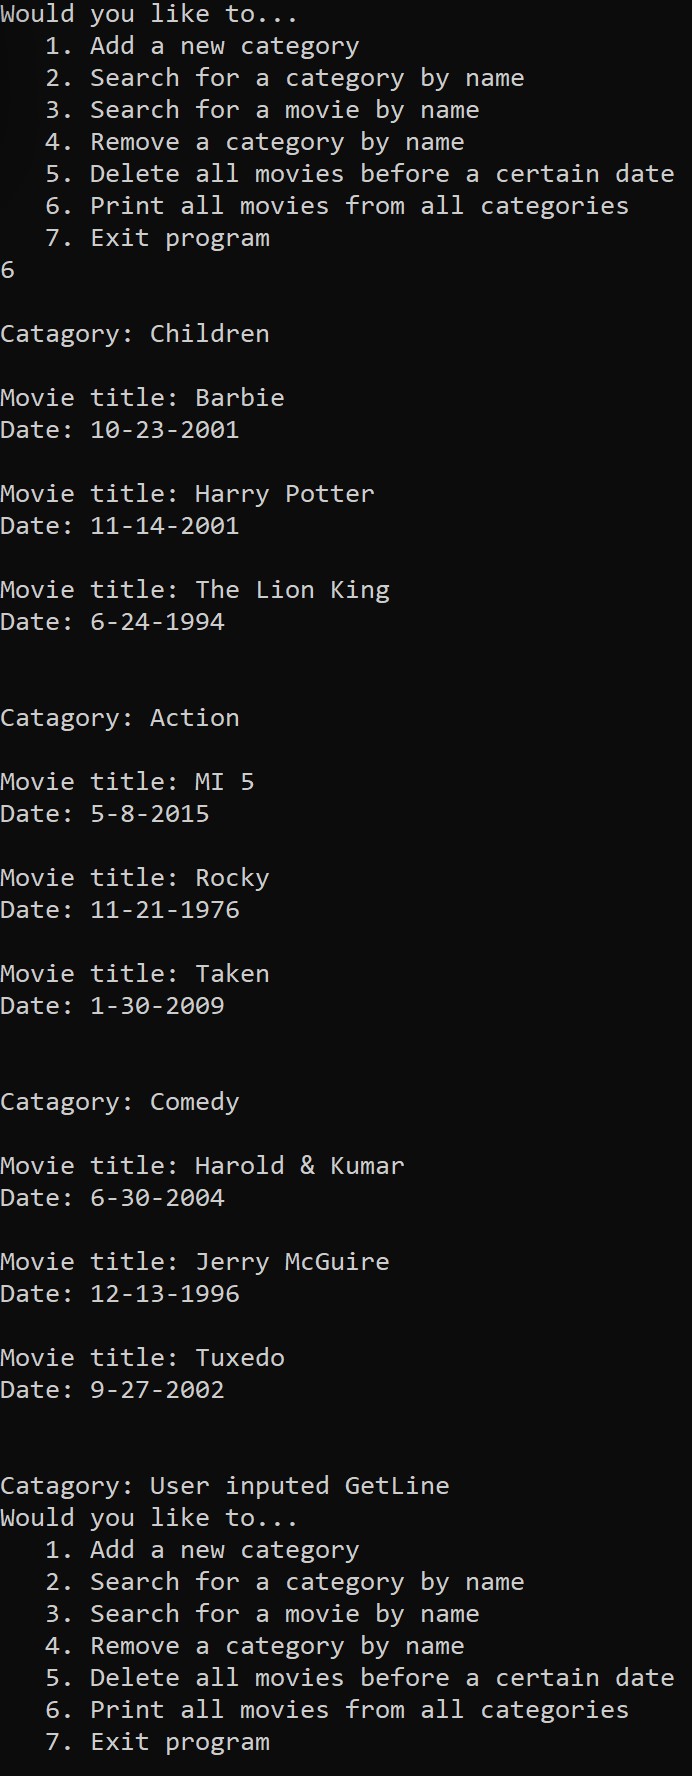 Would you like to...
1. Add a new category
2. Search for a category by name
3. Search for a movie by name
4. Remove a category by name
5. Delete all movies before a certain date
6. Print all movies from all categories
7. Exit program
6
Catagory: Children
Movie title: Barbie
Date: 10-23-2001
Movie title: Harry Potter
Date: 11-14-2001
Movie title: The Lion King
Date: 6-24-1994
Catagory: Action
Movie title: MI 5
Date: 5-8-2015
Movie title: Rocky
Date: 11-21-1976
Movie title: Taken
Date: 1-30-2009
Catagory: Comedy
Movie title: Harold & Kumar
Date: 6-30-2004
Movie title: Jerry McGuire
Date: 12-13-1996
Movie title: Tuxedo
Date: 9-27-2002
Catagory: User inputed GetLine
Would you like to...
1. Add a new category
2. Search for a category by name
3. Search for a movie by name
4. Remove a category by name
5. Delete all movies before a certain date
6. Print all movies from all categories
7. Exit program